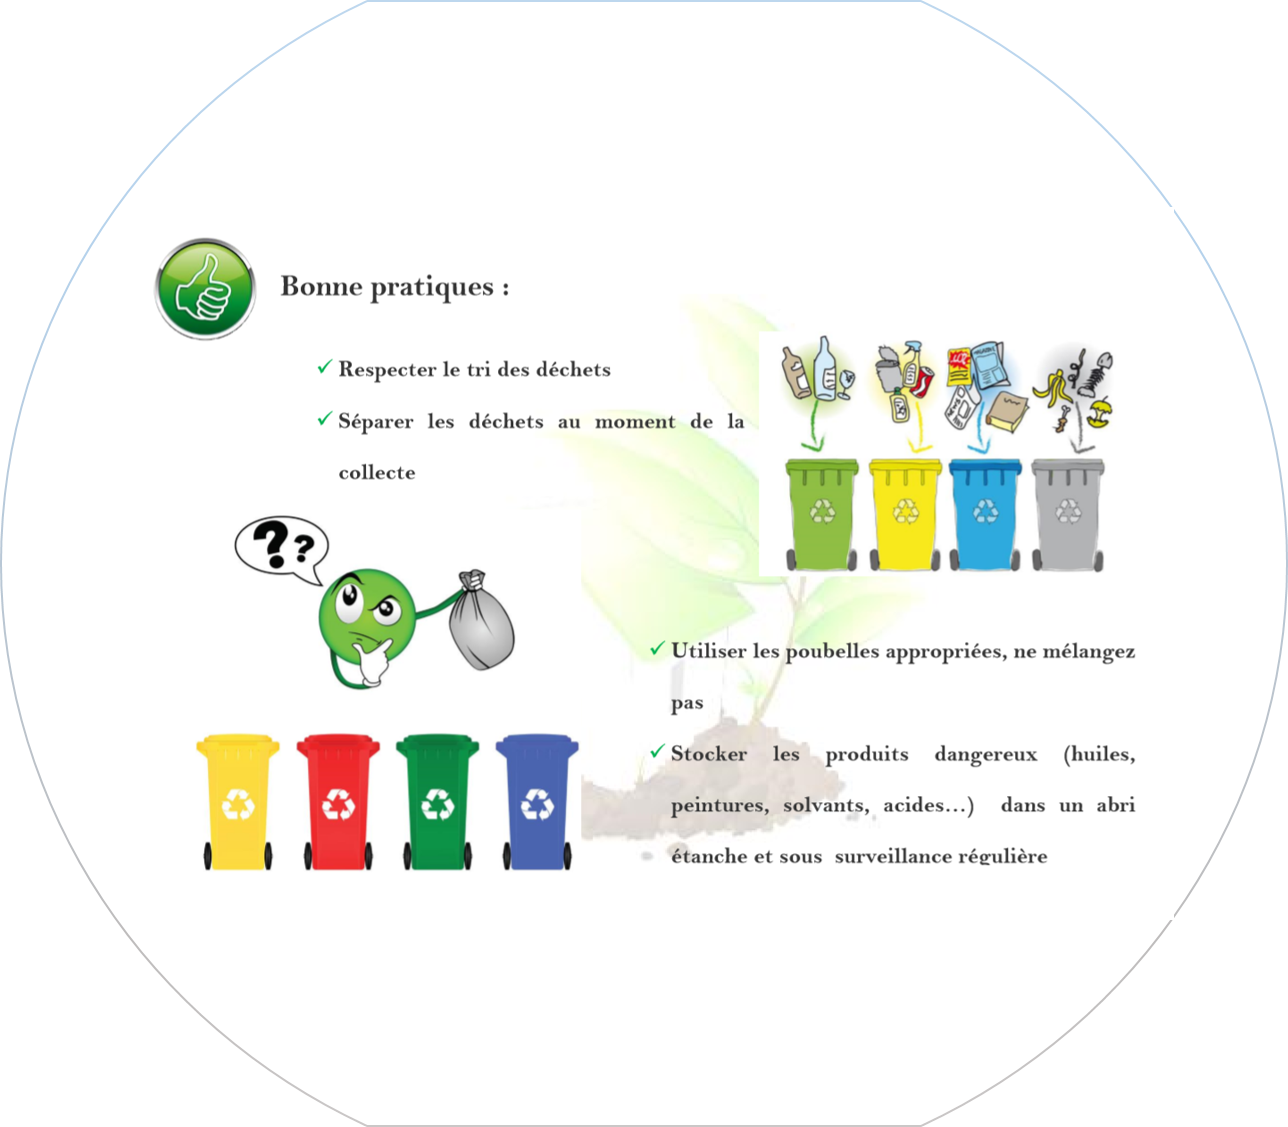 Bonne pratiques :
✓ Respecter le tri des déchets
✓ Séparer les déchets au moment de la
collecte
??
✓ Utiliser les poubelles appropriées, ne mélangez
pas
✓ Stocker les produits dangereux (huiles,
peintures, solvants, acides...) dans un abri
étanche et sous surveillance régulière